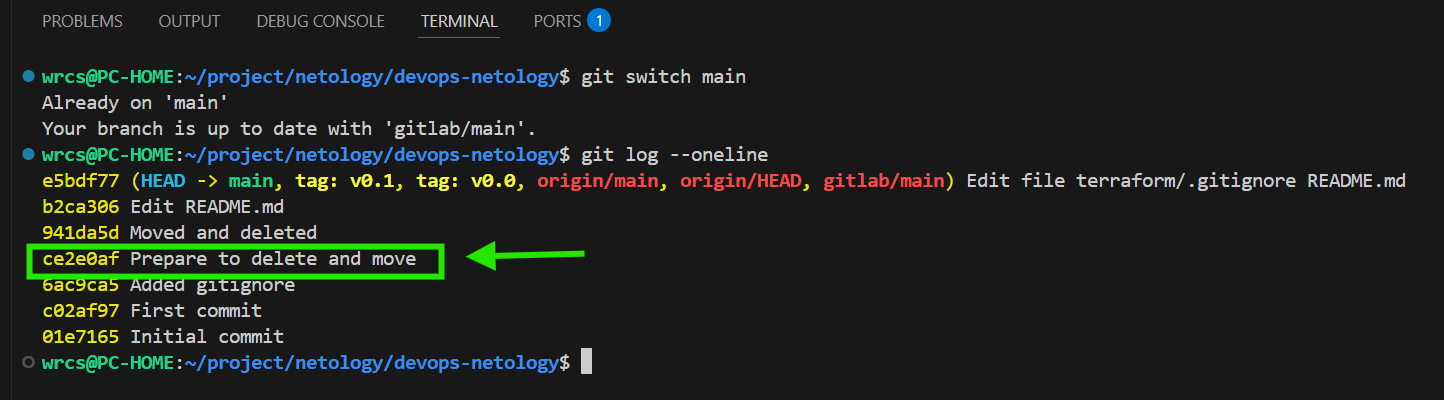 PROBLEMS OUTPUT DEBUG CONSOLE TERMINAL PORTS 1
wrcs@PC-HOME:~/project/netology/devops-netology$ git switch main
Already on 'main'
Your branch is up to date with 'gitlab/main'.
wrcs@PC-HOME:~/project/netology/devops-netology$ git log --oneline
e5bdf77 (HEAD -> main, tag: v0.1, tag: v0.0, origin/main, origin/HEAD, gitlab/main) Edit file terraform/.gitignore README.md
b2ca306 Edit README.md
941da5d Moved and deleted
ce2e0af Prepare to delete and move
6ac9ca5 Added gitignore
c02af97 First commit
01e7165 Initial commit
wrcs@PC-HOME:~/project/netology/devops-netology$